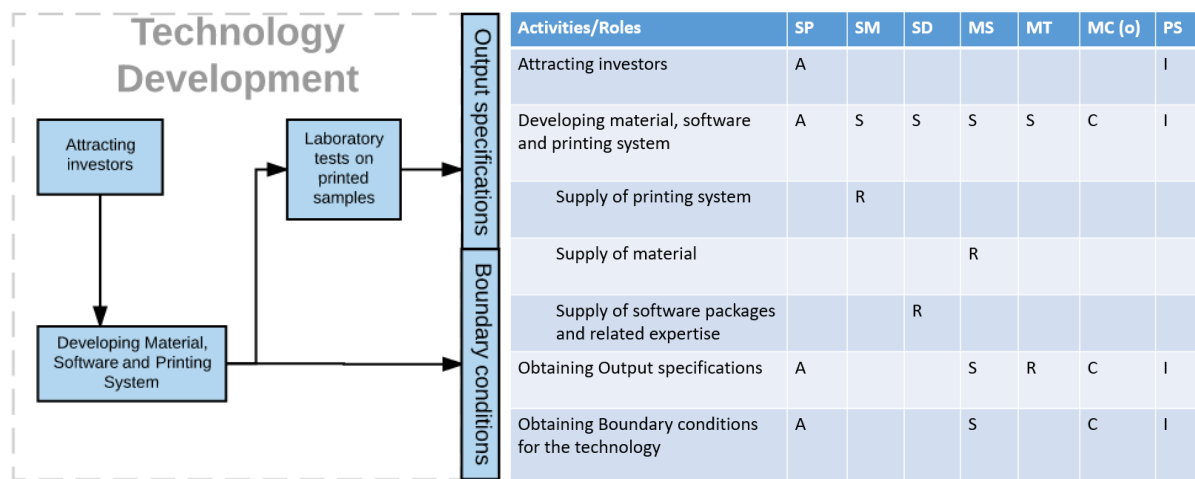 Technology
Development
Attracting
investors
Laboratory
tests on
printed
samples
Developing Material,
Software and Printing
System
Output specifications
Boundary conditions
Activities/Roles SP SM SD MS MT MC (o) PS
Attracting investors A I
Developing material, software A S S S S C I
and printing system
Supply of printing system R
Supply of material R
Supply of software packages R
and related expertise
Obtaining Output specifications A S R C I
Obtaining Boundary conditions A S C I
for the technology